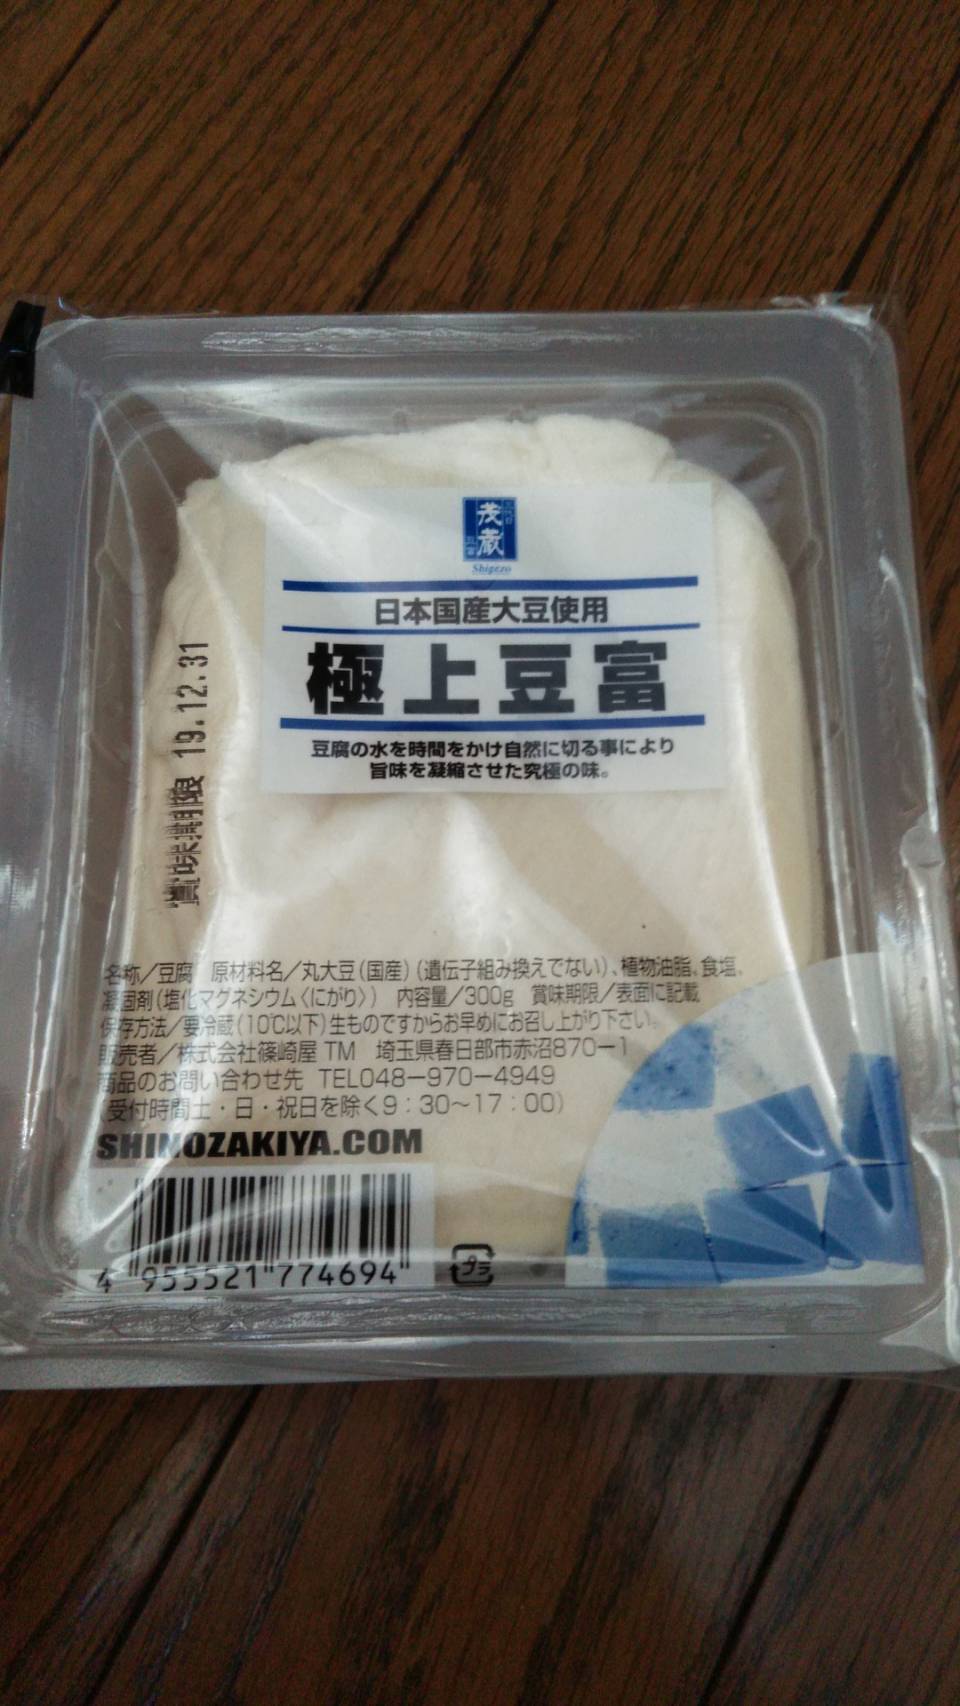 三代目
茂蔵
豆富
Shigezo
日本国産大豆使用
極上豆富
豆腐の水を時間をかけ自然に切る事により
旨味を凝縮させた究極の味。
賞味期限 19.12.31
名称／豆腐 原材料名／丸大豆(国産)(遺伝子組み換えでない)、植物油脂、食塩、
凝固剤(塩化マグネシウム〈にがり〉) 内容量／300g 賞味期限／表面に記載
保存方法／要冷蔵(10℃以下)生ものですからお早めにお召し上がり下さい。
販売者／株式会社篠崎屋 TM 埼玉県春日部市赤沼870ー1
商品のお問い合わせ先 TEL048ー970ー4949
(受付時間土・日・祝日を除く9：30〜17：00)
SHINOZAKIYA.COM
4 955521 774694
プラ